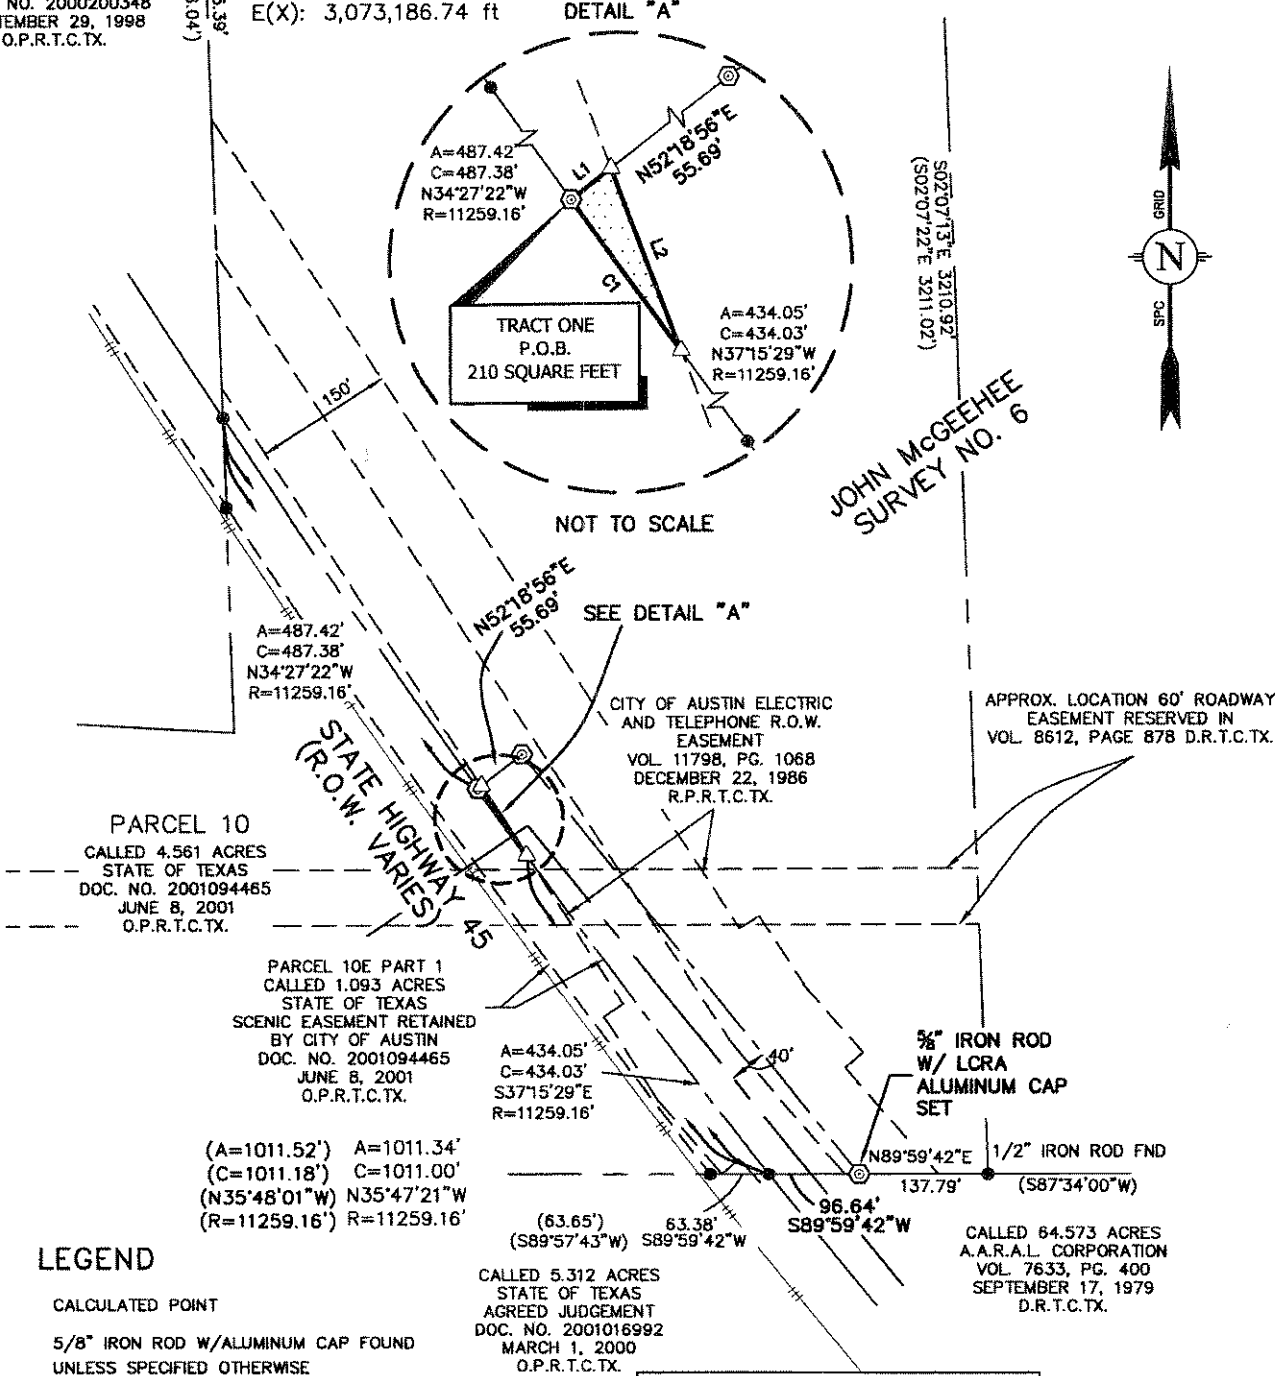 NO. 2000200348
TEMBER 29, 1998
O.P.R.T.C.TX.
5.39'
.04')
E(X): 3,073,186.74 ft
DETAIL "A"
A=487.42'
C=487.38'
N34°27'22"W
R=11259.16'
L1
N52°18'56"E
55.69'
L2
C1
TRACT ONE
P.O.B.
210 SQUARE FEET
A=434.05'
C=434.03'
N37°15'29"W
R=11259.16'
S02°07'13"E 3210.92'
(S02°07'22"E 3211.02')
GRID
N
SPC
150'
JOHN McGEEHEE
SURVEY NO. 6
NOT TO SCALE
N52°18'56"E
55.69'
SEE DETAIL "A"
A=487.42'
C=487.38'
N34°27'22"W
R=11259.16'
STATE HIGHWAY 45
(R.O.W. VARIES)
CITY OF AUSTIN ELECTRIC
AND TELEPHONE R.O.W.
EASEMENT
VOL. 11798, PG. 1068
DECEMBER 22, 1986
R.P.R.T.C.TX.
APPROX. LOCATION 60' ROADWAY
EASEMENT RESERVED IN
VOL. 8612, PAGE 878 D.R.T.C.TX.
PARCEL 10
CALLED 4.561 ACRES
STATE OF TEXAS
DOC. NO. 2001094465
JUNE 8, 2001
O.P.R.T.C.TX.
PARCEL 10E PART 1
CALLED 1.093 ACRES
STATE OF TEXAS
SCENIC EASEMENT RETAINED
BY CITY OF AUSTIN
DOC. NO. 2001094465
JUNE 8, 2001
O.P.R.T.C.TX.
A=434.05'
C=434.03'
S37°15'29"E
R=11259.16'
40'
5/8" IRON ROD
W/ LCRA
ALUMINUM CAP
SET
(A=1011.52') A=1011.34'
(C=1011.18') C=1011.00'
(N35°48'01"W) N35°47'21"W
(R=11259.16') R=11259.16'
N89°59'42"E
137.79'
1/2" IRON ROD FND
(S87°34'00"W)
(63.65')
(S89°57'43"W)
63.38'
S89°59'42"W
96.64'
S89°59'42"W
CALLED 64.573 ACRES
A.A.R.A.L. CORPORATION
VOL. 7633, PG. 400
SEPTEMBER 17, 1979
D.R.T.C.TX.
CALLED 5.312 ACRES
STATE OF TEXAS
AGREED JUDGEMENT
DOC. NO. 2001016992
MARCH 1, 2000
O.P.R.T.C.TX.
LEGEND
CALCULATED POINT
5/8" IRON ROD W/ALUMINUM CAP FOUND
UNLESS SPECIFIED OTHERWISE